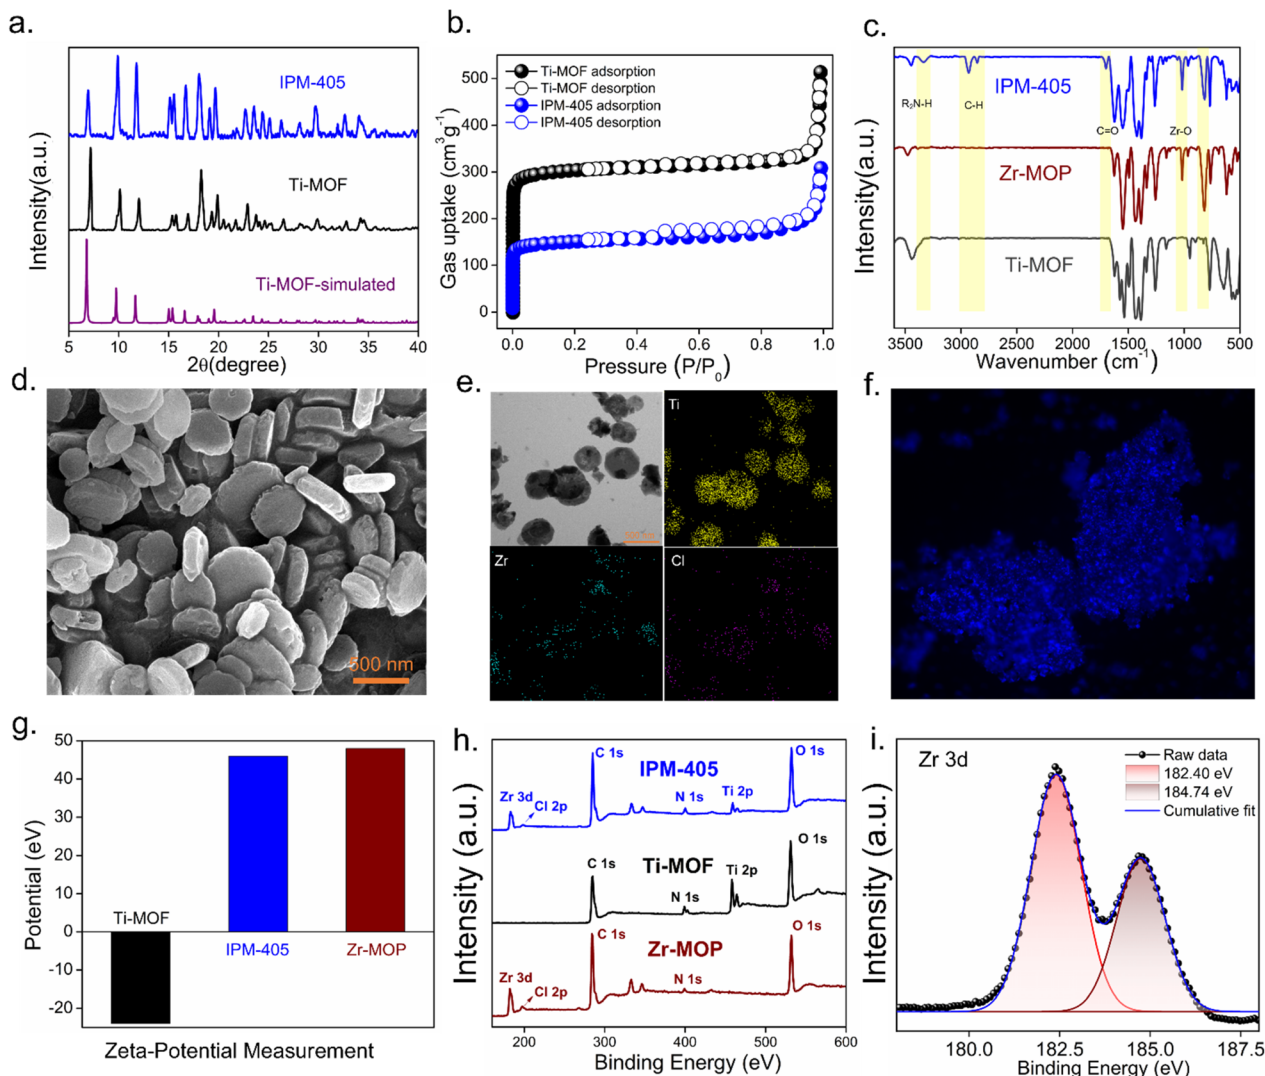 a.
IPM-405
Ti-MOF
Ti-MOF-simulated
Intensity(a.u.)
5 10 15 20 25 30 35 40
2θ(degree)
b.
Ti-MOF adsorption
Ti-MOF desorption
IPM-405 adsorption
IPM-405 desorption
Gas uptake (cm³g⁻¹)
500
400
300
200
100
0
0.0 0.2 0.4 0.6 0.8 1.0
Pressure (P/P₀)
c.
IPM-405
R₂N-H
C-H
C=O
Zr-O
Zr-MOP
Ti-MOF
Intensity(a.u.)
3500 3000 2500 2000 1500 1000 500
Wavenumber (cm⁻¹)
d.
500 nm
e.
Ti
Zr
Cl
f.
g.
Potential (eV)
50
40
30
20
10
0
-10
-20
Ti-MOF
IPM-405
Zr-MOP
Zeta-Potential Measurement
h.
C 1s
O 1s
IPM-405
Zr 3d
Cl 2p
N 1s
Ti 2p
O 1s
C 1s
Ti-MOF
Ti 2p
N 1s
C 1s
Zr-MOP
O 1s
Zr 3d
Cl 2p
N 1s
Intensity (a.u.)
200 300 400 500 600
Binding Energy (eV)
i.
Zr 3d
Raw data
182.40 eV
184.74 eV
Cumulative fit
Intensity (a.u.)
180.0 182.5 185.0 187.5
Binding Energy (eV)